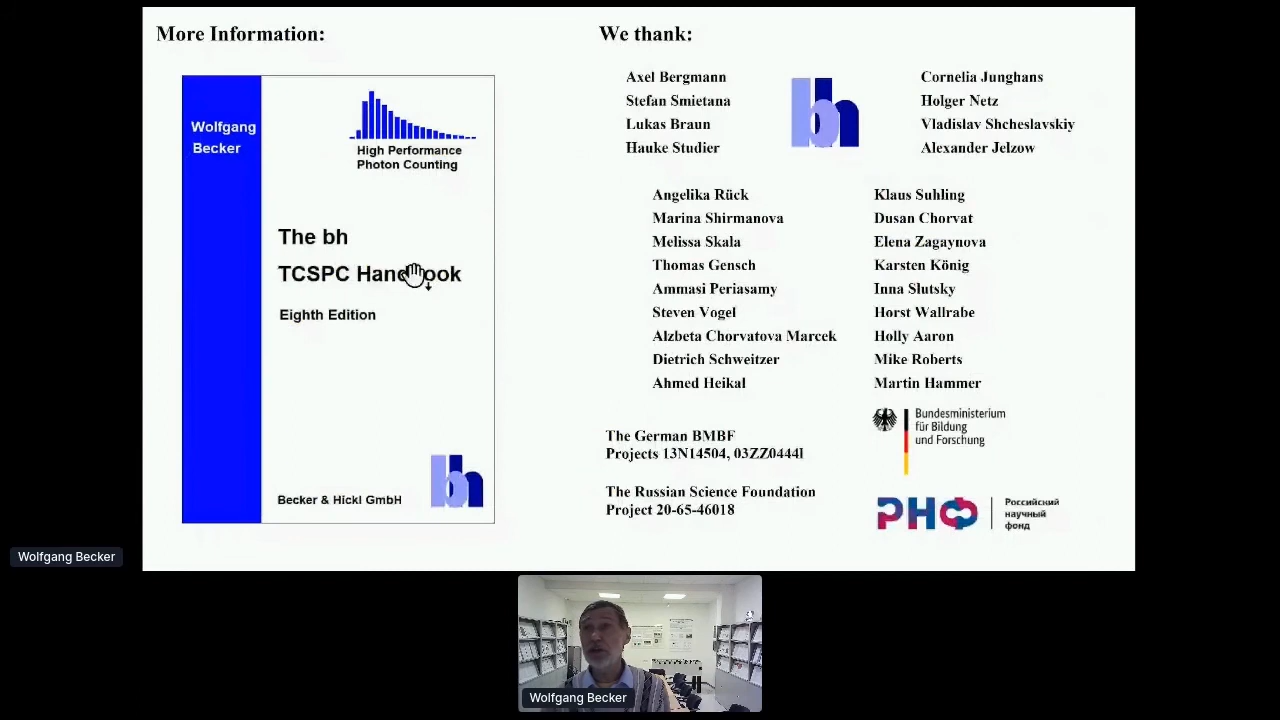 More Information:
Wolfgang
Becker
High Performance
Photon Counting
The bh
TCSPC Handbook
Eighth Edition
Becker & Hickl GmbH
bh
We thank:
Axel Bergmann
Stefan Smietana
Lukas Braun
Hauke Studier
bh
Cornelia Junghans
Holger Netz
Vladislav Shcheslavskiy
Alexander Jelzow
Angelika Rück
Marina Shirmanova
Melissa Skala
Thomas Gensch
Ammasi Periasamy
Steven Vogel
Alzbeta Chorvatova Marcek
Dietrich Schweitzer
Ahmed Heikal
Klaus Suhling
Dusan Chorvat
Elena Zagaynova
Karsten König
Inna Slutsky
Horst Wallrabe
Holly Aaron
Mike Roberts
Martin Hammer
The German BMBF
Projects 13N14504, 03ZZ0444I
Bundesministerium
für Bildung
und Forschung
The Russian Science Foundation
Project 20-65-46018
РНФ
Российский
научный
фонд
Wolfgang Becker
Wolfgang Becker